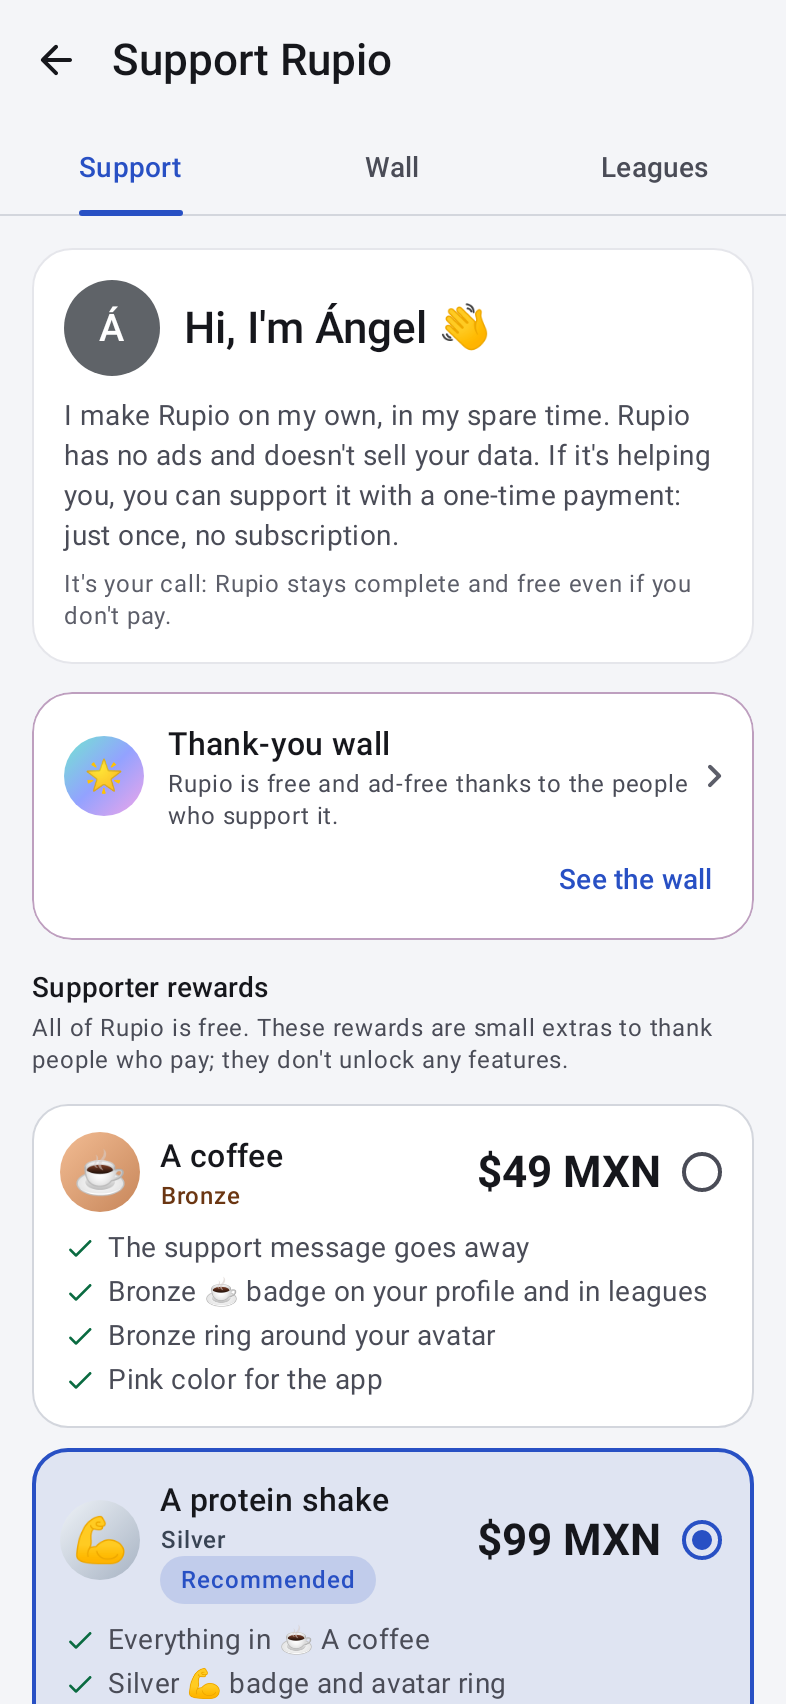 Support Rupio
Support
Wall
Leagues
Á
Hi, I'm Ángel 👋
I make Rupio on my own, in my spare time. Rupio
has no ads and doesn't sell your data. If it's helping
you, you can support it with a one-time payment:
just once, no subscription.
It's your call: Rupio stays complete and free even if you
don't pay.
Thank-you wall
Rupio is free and ad-free thanks to the people
who support it.
See the wall
Supporter rewards
All of Rupio is free. These rewards are small extras to thank
people who pay; they don't unlock any features.
A coffee
Bronze
$49 MXN
The support message goes away
Bronze ☕ badge on your profile and in leagues
Bronze ring around your avatar
Pink color for the app
A protein shake
Silver
Recommended
$99 MXN
Everything in ☕ A coffee
Silver 💪 badge and avatar ring